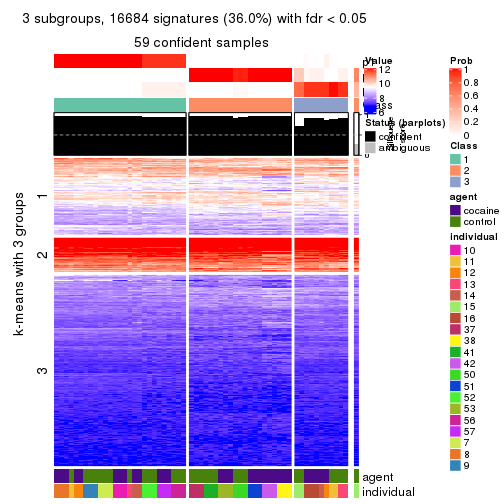 3 subgroups, 16684 signatures (36.0%) with fdr < 0.05
59 confident samples
k-means with 3 groups
1
2
3
Value
12
10
8
6
Status (barplots)
confident
ambiguous
agent
individual
Prob
1
0.8
0.6
0.4
0.2
0
Class
1
2
3
agent
cocaine
control
individual
10
11
12
13
14
15
16
37
38
41
42
50
51
52
53
56
57
7
8
9